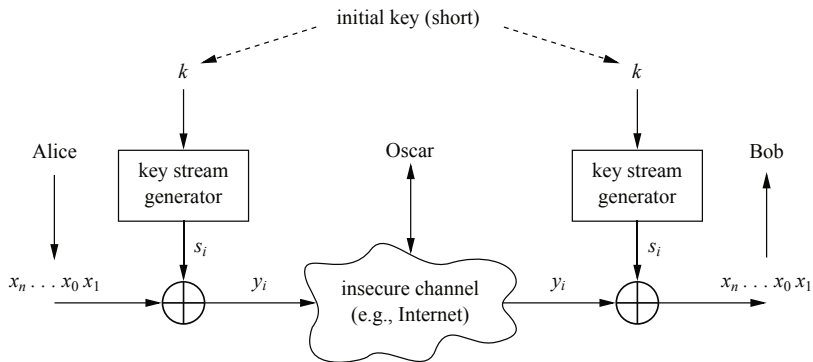 initial key (short)
k
k
Alice
key stream
generator
Oscar
key stream
generator
Bob
s_i
s_i
x_n . . . x_0 x_1
y_i
insecure channel
(e.g., Internet)
y_i
x_n . . . x_0 x_1